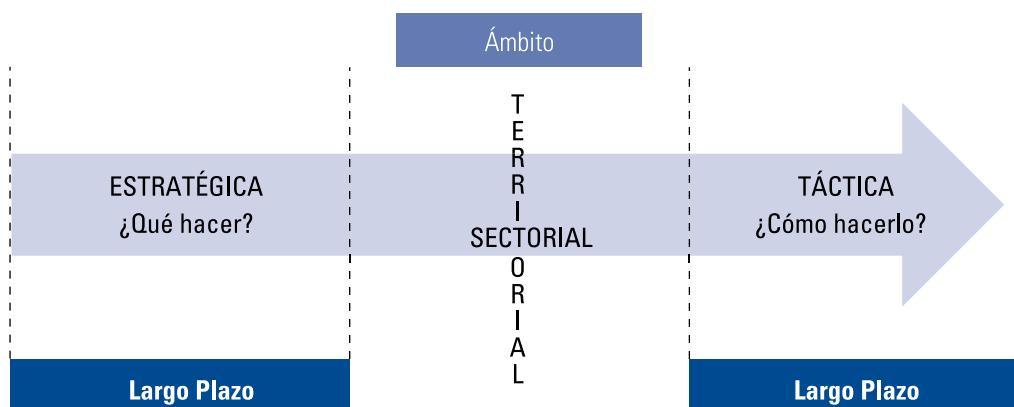 Ámbito
ESTRATÉGICA
¿Qué hacer?
TERRITORIAL
SECTORIAL
TÁCTICA
¿Cómo hacerlo?
Largo Plazo
Largo Plazo